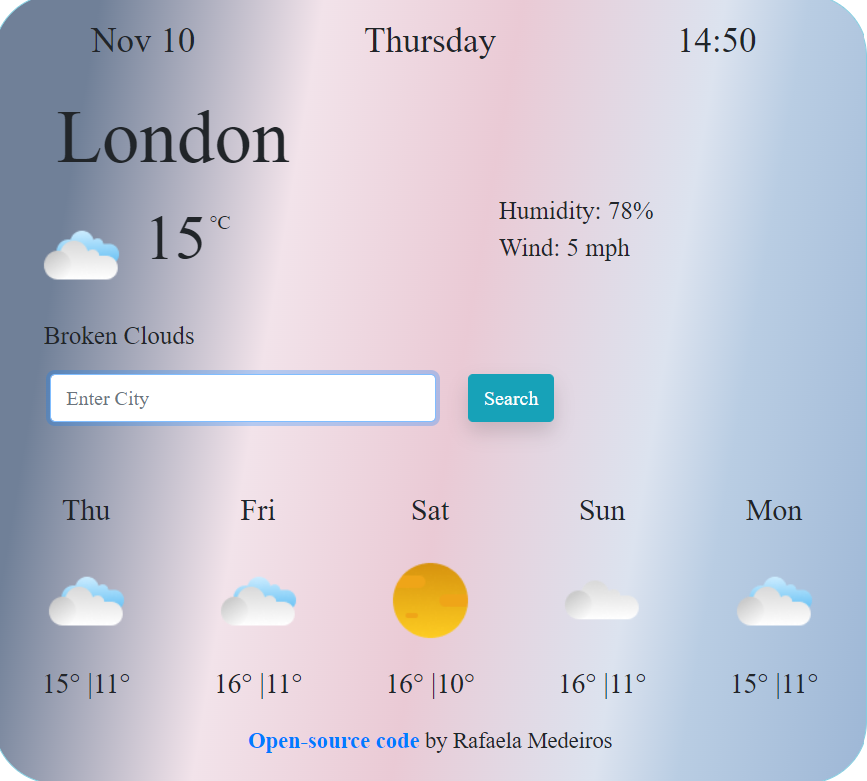 Nov 10 Thursday 14:50
London
15 °C
Humidity: 78%
Wind: 5 mph
Broken Clouds
Enter City Search
Thu Fri Sat Sun Mon
15° |11° 16° |11° 16° |10° 16° |11° 15° |11°
Open-source code by Rafaela Medeiros